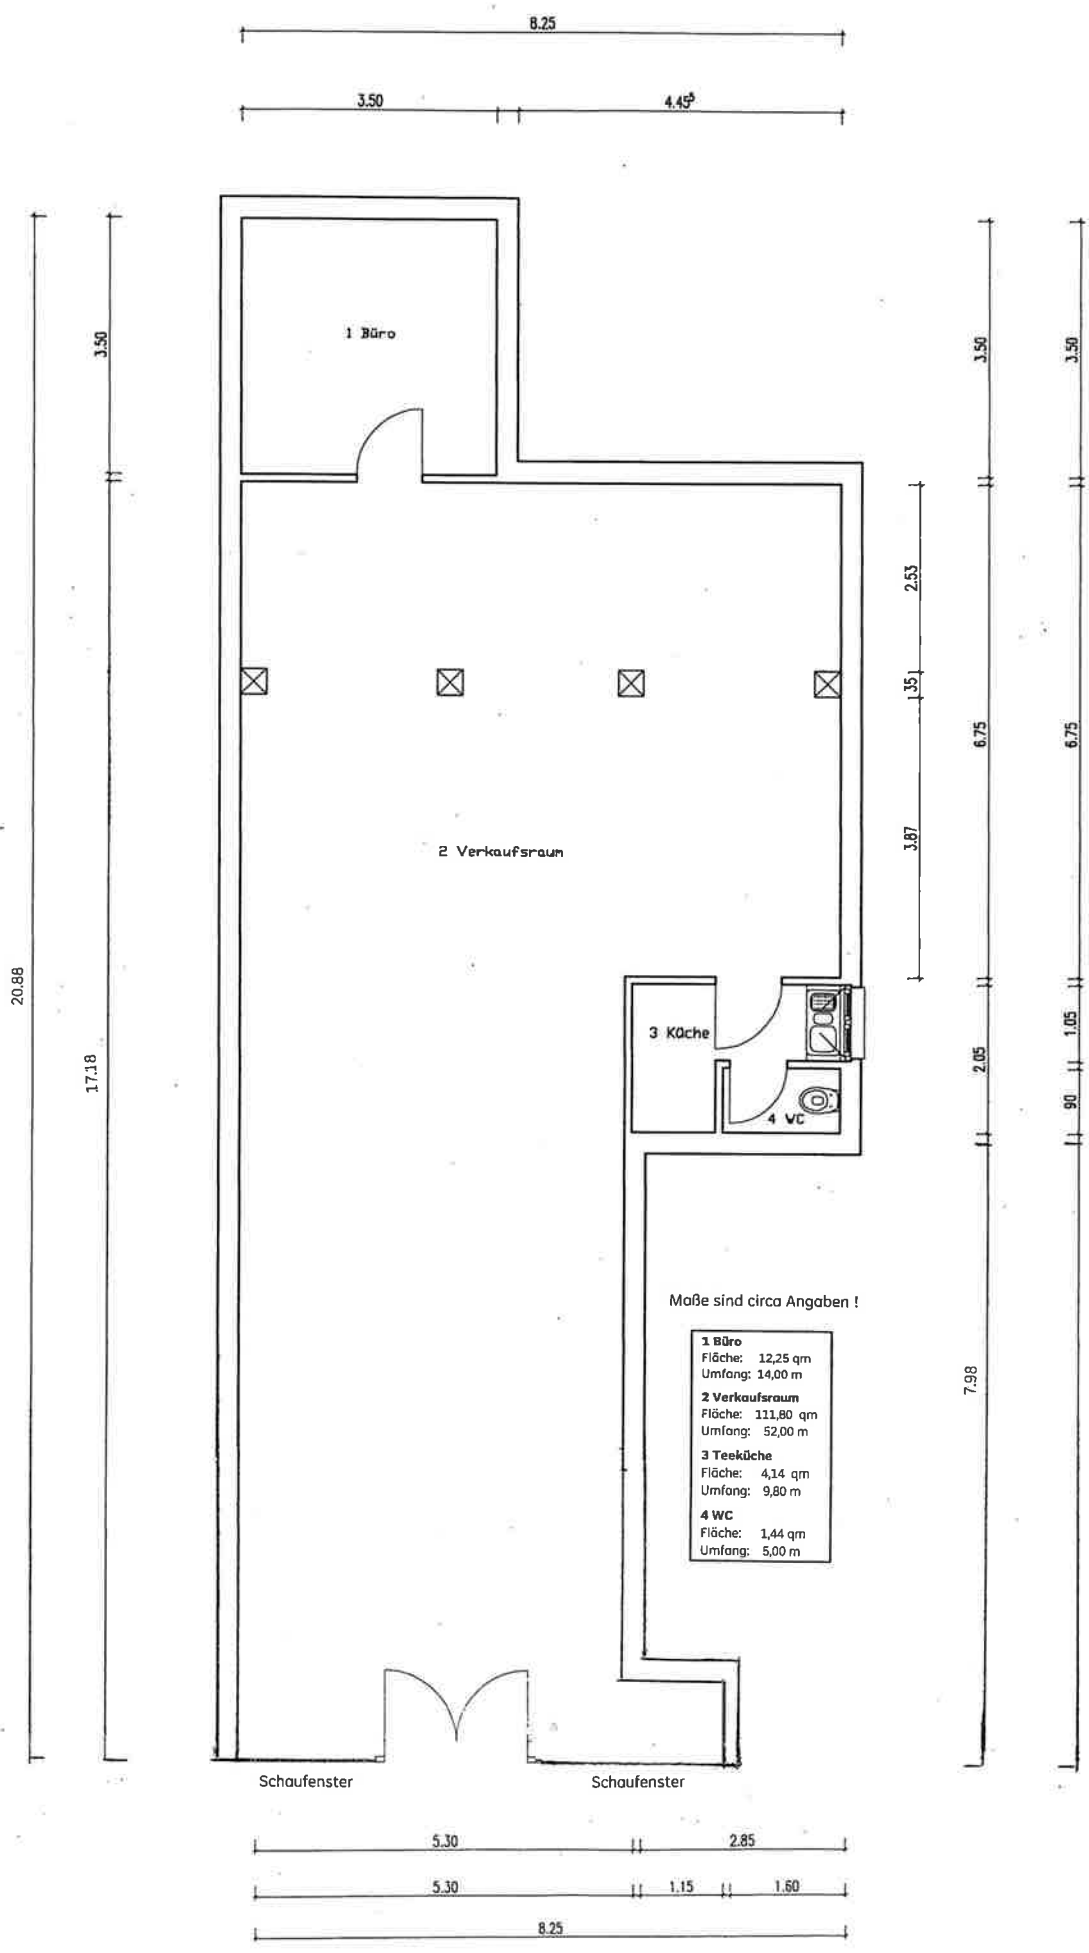 8.25
3.50
4.45⁵
3.50
3.50
3.50
1 Büro
2.53
35
6.75
6.75
3.87
2 Verkaufsraum
20.88
17.18
3 Küche
4 WC
2.05
1.05
90
Maße sind circa Angaben !
1 Büro
Fläche: 12,25 qm
Umfang: 14,00 m
2 Verkaufsraum
Fläche: 111,80 qm
Umfang: 52,00 m
3 Teeküche
Fläche: 4,14 qm
Umfang: 9,80 m
4 WC
Fläche: 1,44 qm
Umfang: 5,00 m
7.98
Schaufenster
Schaufenster
5.30
2.85
5.30
1.15
1.60
8.25